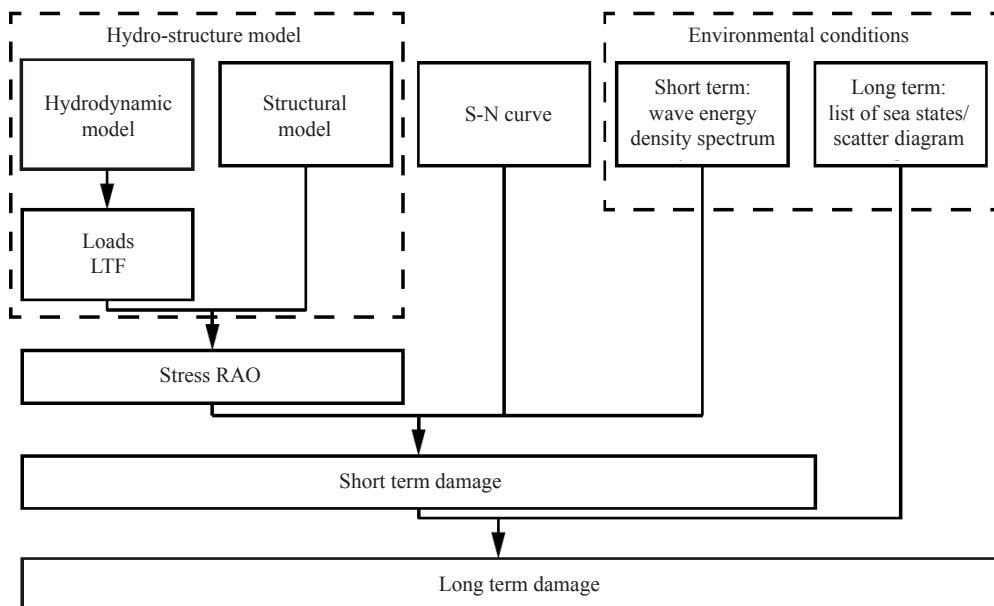 Hydro-structure model
Environmental conditions
Hydrodynamic
model
Structural
model
S-N curve
Short term:
wave energy
density spectrum
Long term:
list of sea states/
scatter diagram
Loads
LTF
Stress RAO
Short term damage
Long term damage